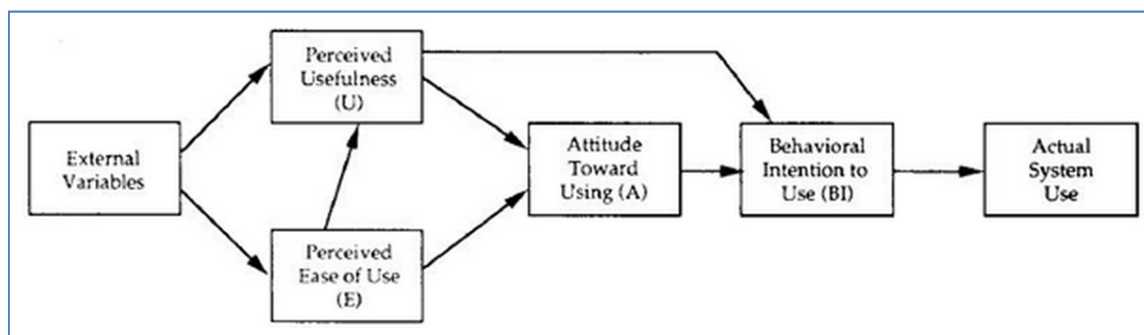 External
Variables
Perceived
Usefulness
(U)
Perceived
Ease of Use
(E)
Attitude
Toward
Using (A)
Behavioral
Intention to
Use (BI)
Actual
System
Use